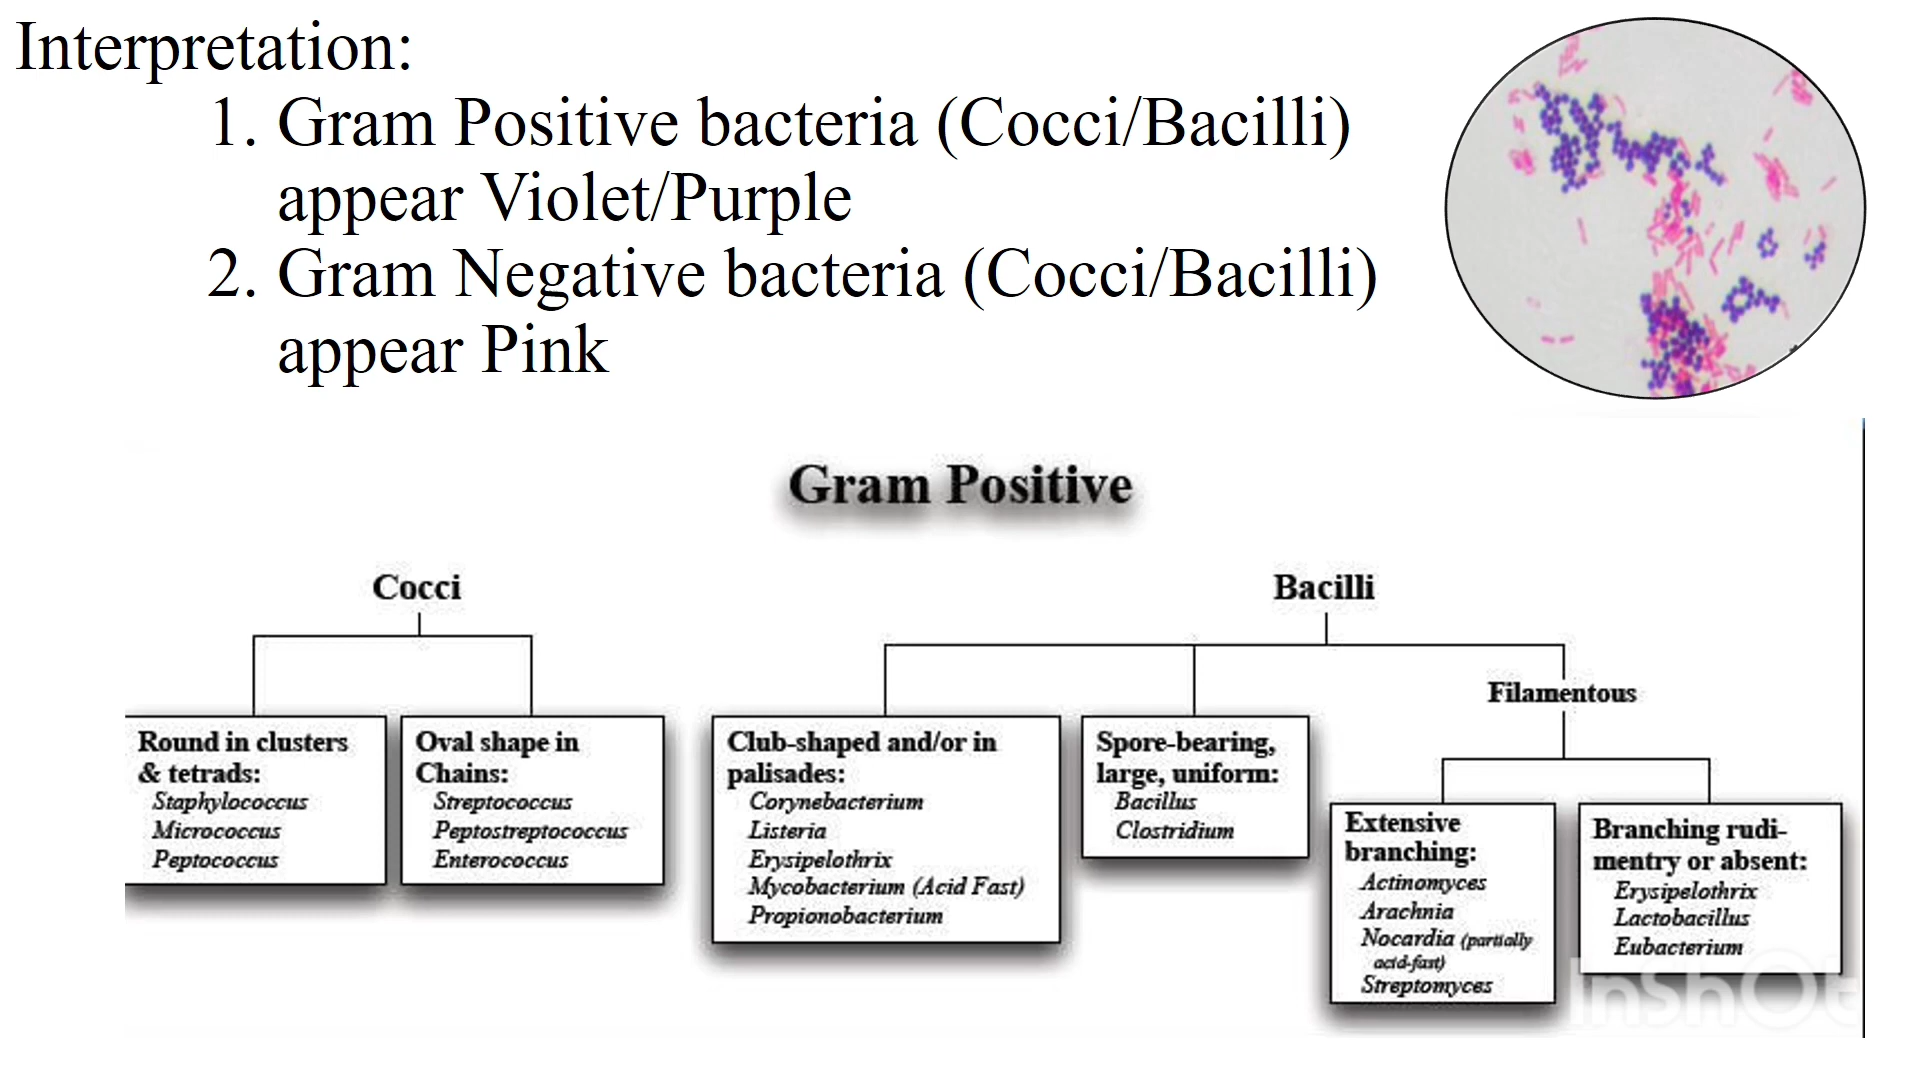 Interpretation:
1. Gram Positive bacteria (Cocci/Bacilli)
appear Violet/Purple
2. Gram Negative bacteria (Cocci/Bacilli)
appear Pink
Gram Positive
Cocci
Bacilli
Filamentous
Round in clusters
& tetrads:
Staphylococcus
Micrococcus
Peptococcus
Oval shape in
Chains:
Streptococcus
Peptostreptococcus
Enterococcus
Club-shaped and/or in
palisades:
Corynebacterium
Listeria
Erysipelothrix
Mycobacterium (Acid Fast)
Propionobacterium
Spore-bearing,
large, uniform:
Bacillus
Clostridium
Extensive
branching:
Actinomyces
Arachnia
Nocardia (partially
acid-fast)
Streptomyces
Branching rudi-
mentry or absent:
Erysipelothrix
Lactobacillus
Eubacterium
InShOt